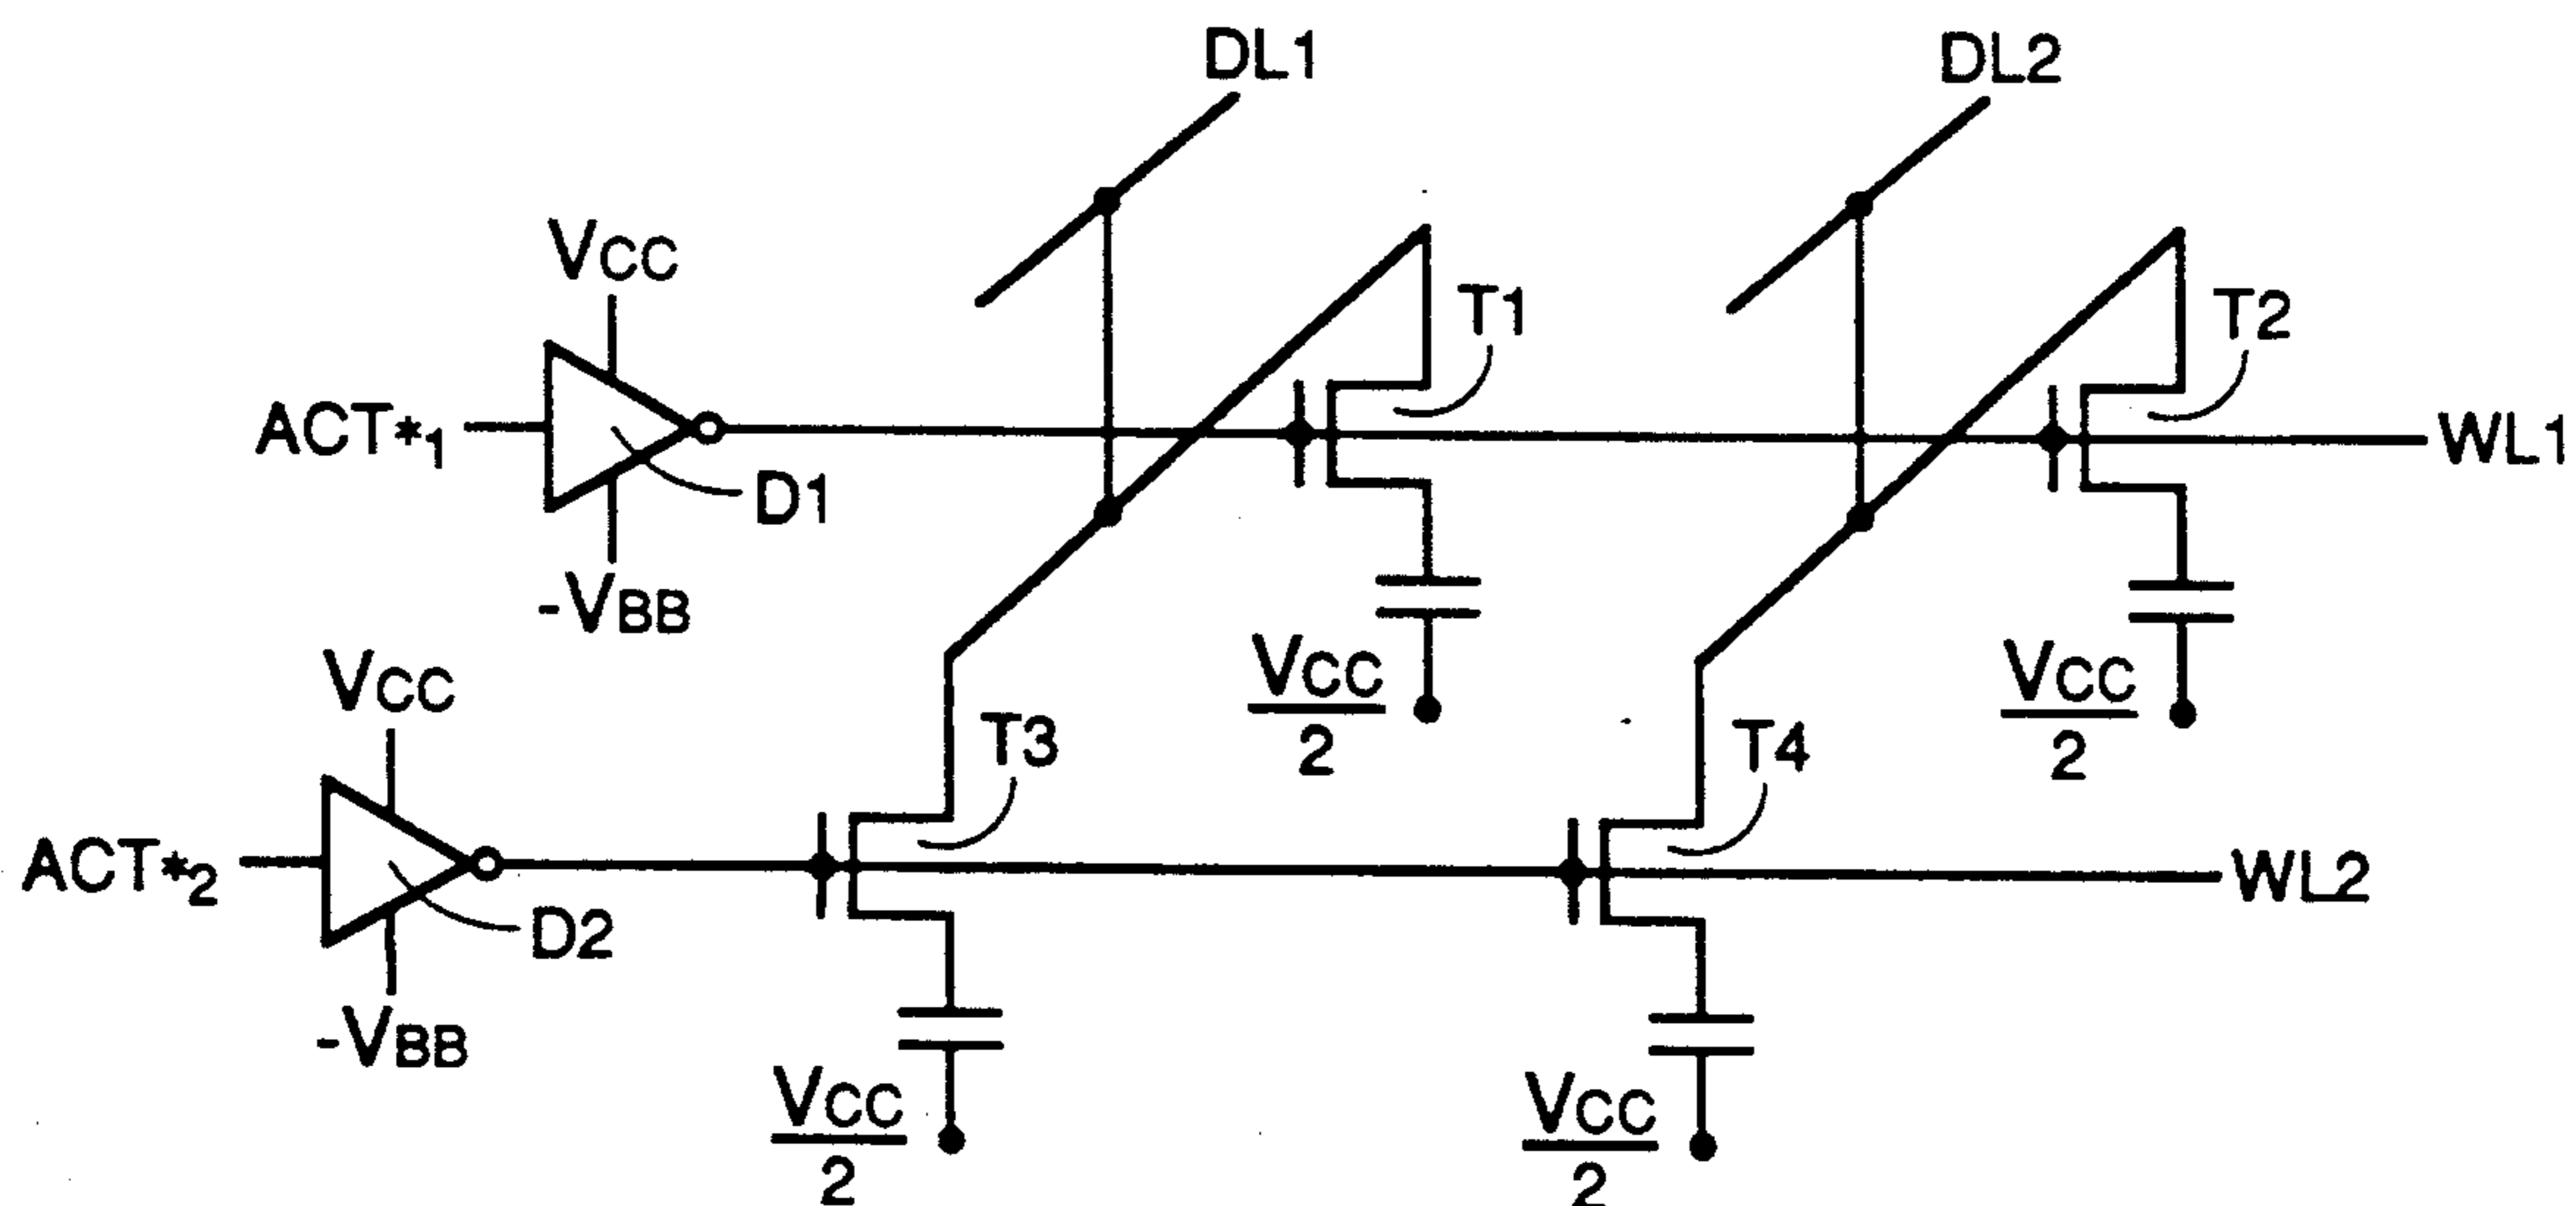 DL1
DL2
VCC
T1
T2
ACT*1
WL1
D1
-VBB
VCC
2
VCC
2
VCC
T3
T4
ACT*2
WL2
D2
-VBB
VCC
2
VCC
2